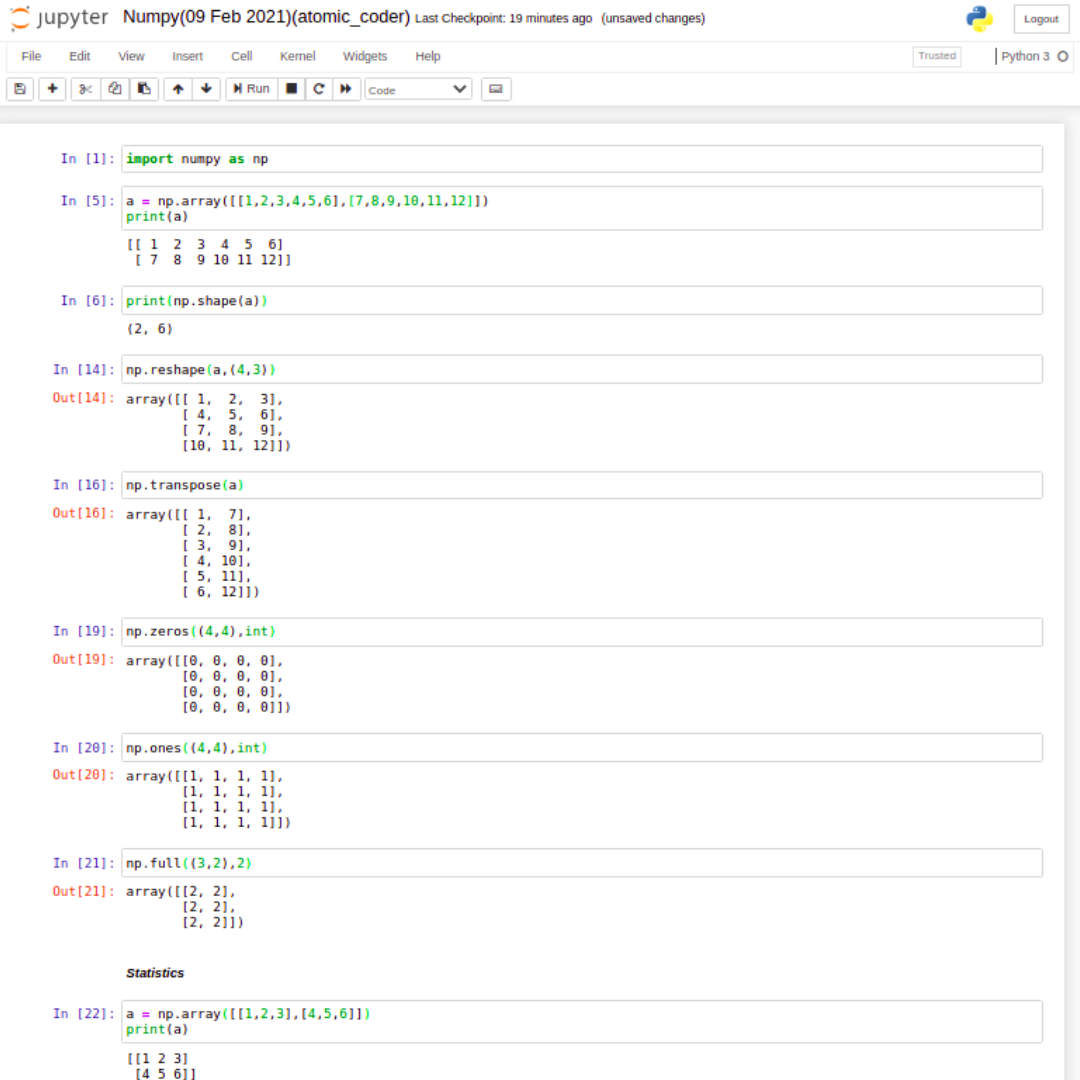 jupyter Numpy(09 Feb 2021)(atomic_coder) Last Checkpoint: 19 minutes ago (unsaved changes) Logout
File Edit View Insert Cell Kernel Widgets Help Trusted Python 3
Run Code
In [1]: import numpy as np
In [5]: a = np.array([[1,2,3,4,5,6],[7,8,9,10,11,12]])
print(a)
[[ 1  2  3  4  5  6]
 [ 7  8  9 10 11 12]]
In [6]: print(np.shape(a))
(2, 6)
In [14]: np.reshape(a,(4,3))
Out[14]: array([[ 1,  2,  3],
       [ 4,  5,  6],
       [ 7,  8,  9],
       [10, 11, 12]])
In [16]: np.transpose(a)
Out[16]: array([[ 1,  7],
       [ 2,  8],
       [ 3,  9],
       [ 4, 10],
       [ 5, 11],
       [ 6, 12]])
In [19]: np.zeros((4,4),int)
Out[19]: array([[0, 0, 0, 0],
       [0, 0, 0, 0],
       [0, 0, 0, 0],
       [0, 0, 0, 0]])
In [20]: np.ones((4,4),int)
Out[20]: array([[1, 1, 1, 1],
       [1, 1, 1, 1],
       [1, 1, 1, 1],
       [1, 1, 1, 1]])
In [21]: np.full((3,2),2)
Out[21]: array([[2, 2],
       [2, 2],
       [2, 2]])
Statistics
In [22]: a = np.array([[1,2,3],[4,5,6]])
print(a)
[[1 2 3]
 [4 5 6]]